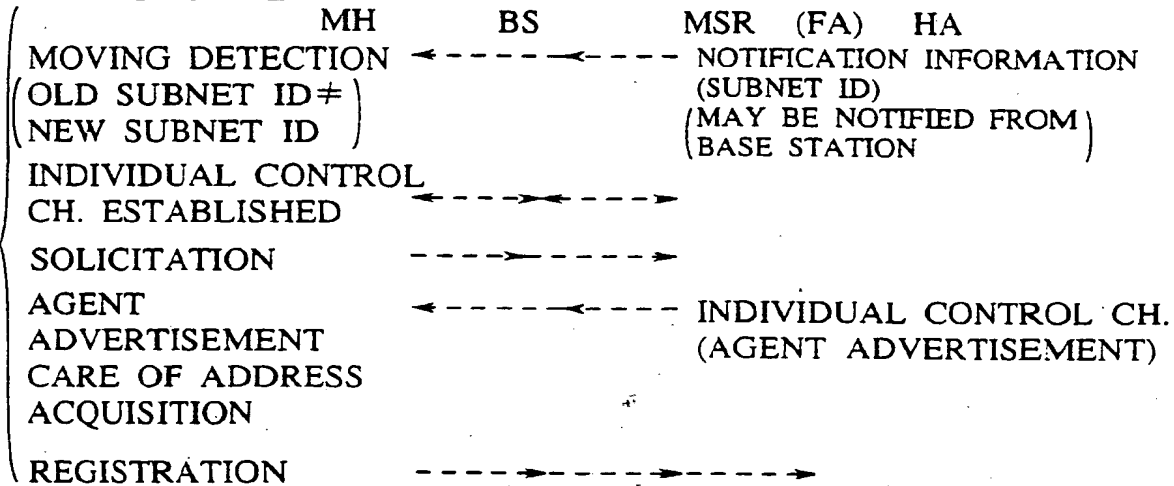 MH BS MSR (FA) HA
MOVING DETECTION
(OLD SUBNET ID≠
NEW SUBNET ID)
NOTIFICATION INFORMATION
(SUBNET ID)
(MAY BE NOTIFIED FROM
BASE STATION)
INDIVIDUAL CONTROL
CH. ESTABLISHED
SOLICITATION
AGENT
ADVERTISEMENT
CARE OF ADDRESS
ACQUISITION
INDIVIDUAL CONTROL CH.
(AGENT ADVERTISEMENT)
REGISTRATION